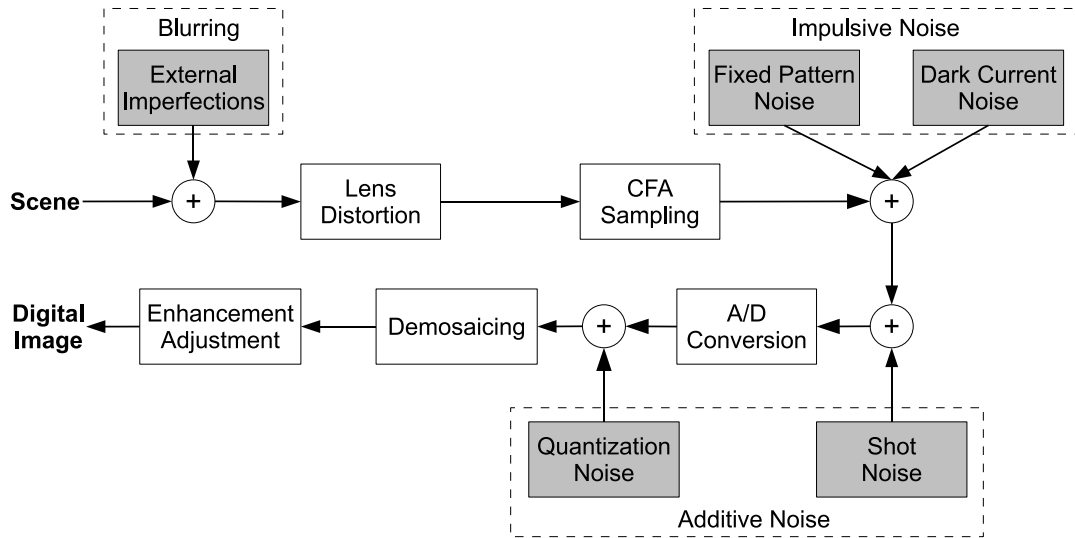 Blurring
External
Imperfections
Impulsive Noise
Fixed Pattern
Noise
Dark Current
Noise
Scene
+
Lens
Distortion
CFA
Sampling
+
Digital
Image
Enhancement
Adjustment
Demosaicing
+
A/D
Conversion
+
Quantization
Noise
Shot
Noise
Additive Noise